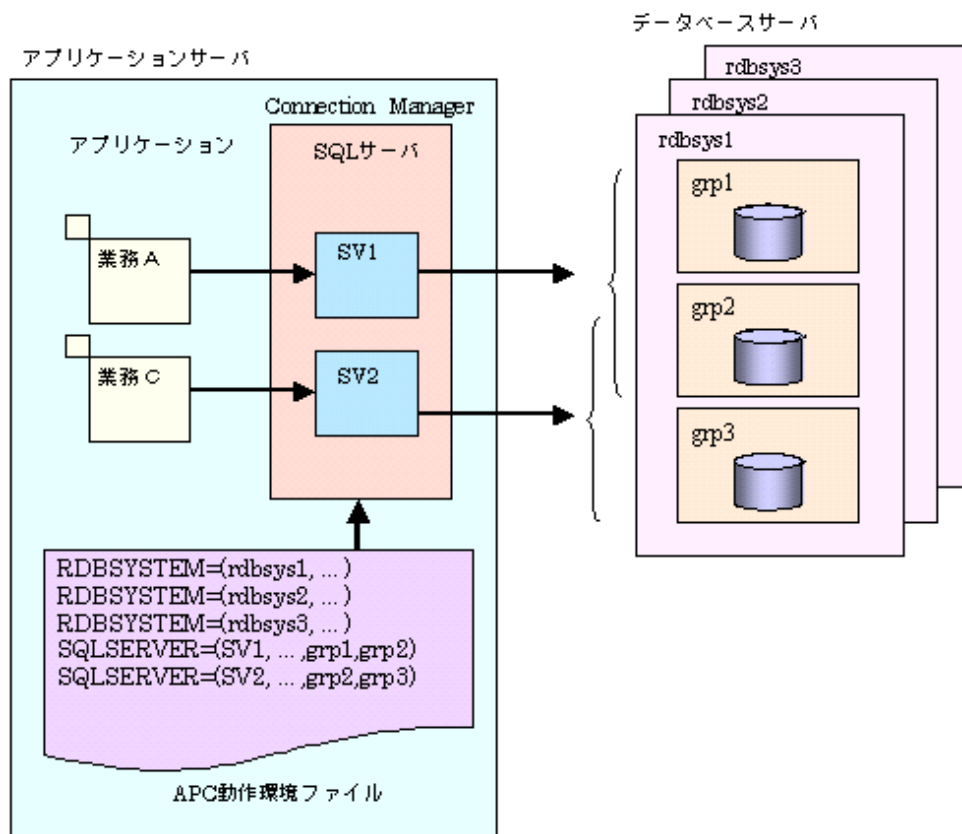 データベースサーバ
アプリケーションサーバ
rdbsys3
rdbsys2
rdbsys1
Connection Manager
アプリケーション
SQLサーバ
業務A
SV1
業務C
SV2
grp1
grp2
grp3
RDBSYSTEM=(rdbsys1, ...)
RDBSYSTEM=(rdbsys2, ...)
RDBSYSTEM=(rdbsys3, ...)
SQLSERVER=(SV1, ... ,grp1,grp2)
SQLSERVER=(SV2, ... ,grp2,grp3)
APC動作環境ファイル